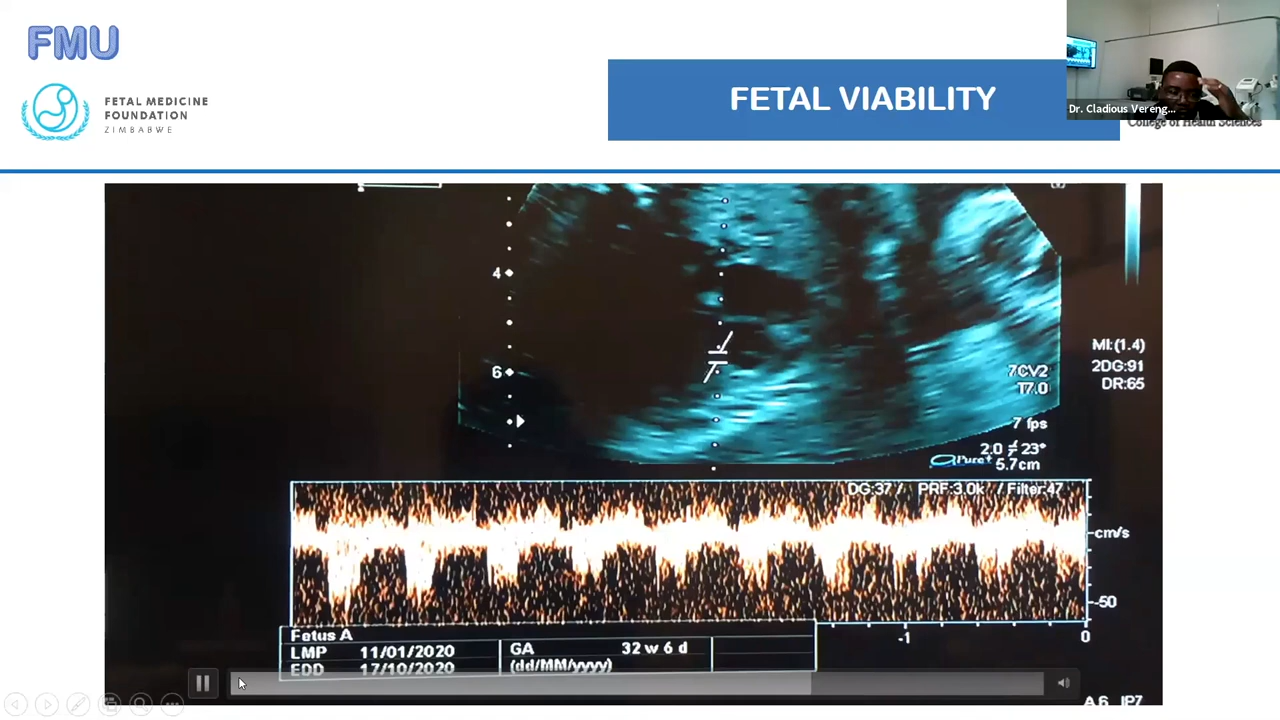 FMU
FETAL MEDICINE
FOUNDATION
ZIMBABWE
FETAL VIABILITY
Dr. Cladious Vereng...
College of Health Sciences
4
6
MI:(1.4)
2DG:91
DR:65
7CV2
T7.0
7 fps
2.0 23°
Pure+
5.7cm
DG:37 / PRF:3.0k / Filter:47
cm/s
-50
-1
0
Fetus A
LMP 11/01/2020 GA 32 w 6 d
EDD 17/10/2020 (dd/MM/yyyy)
A6 IP7